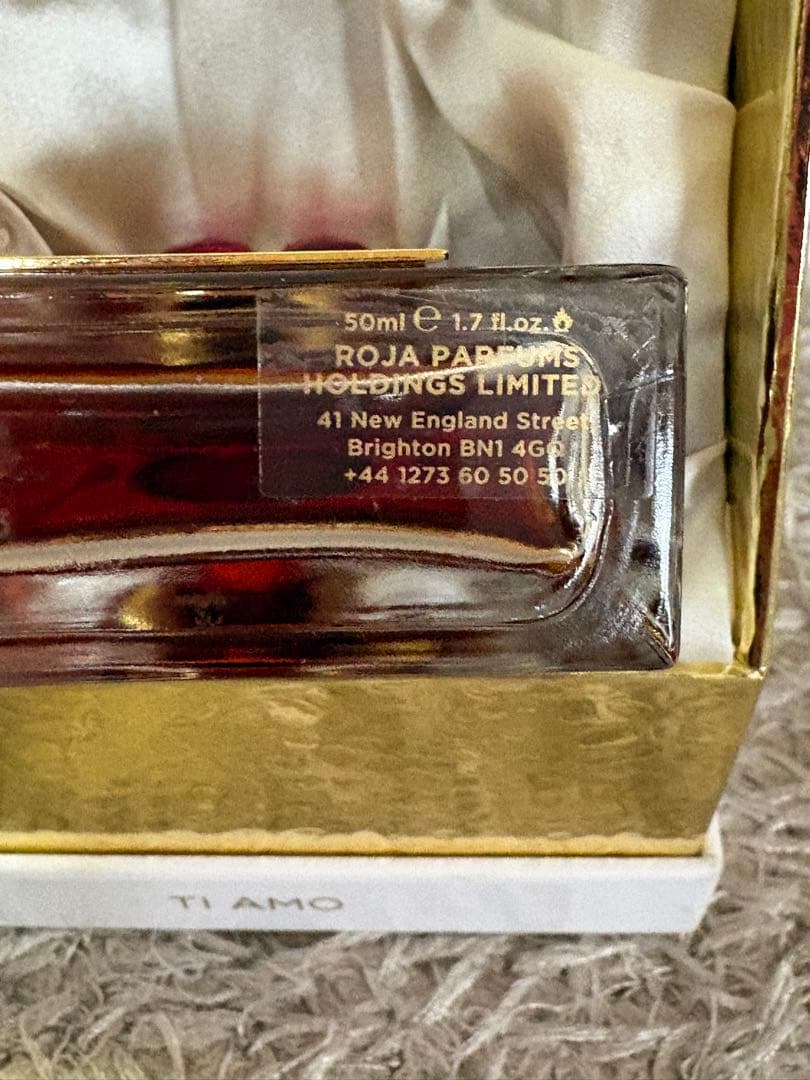 50ml ℮ 1.7 fl.oz.
ROJA PARFUMS
HOLDINGS LIMITED
41 New England Street
Brighton BN1 4GQ
+44 1273 60 50 50
TI AMO